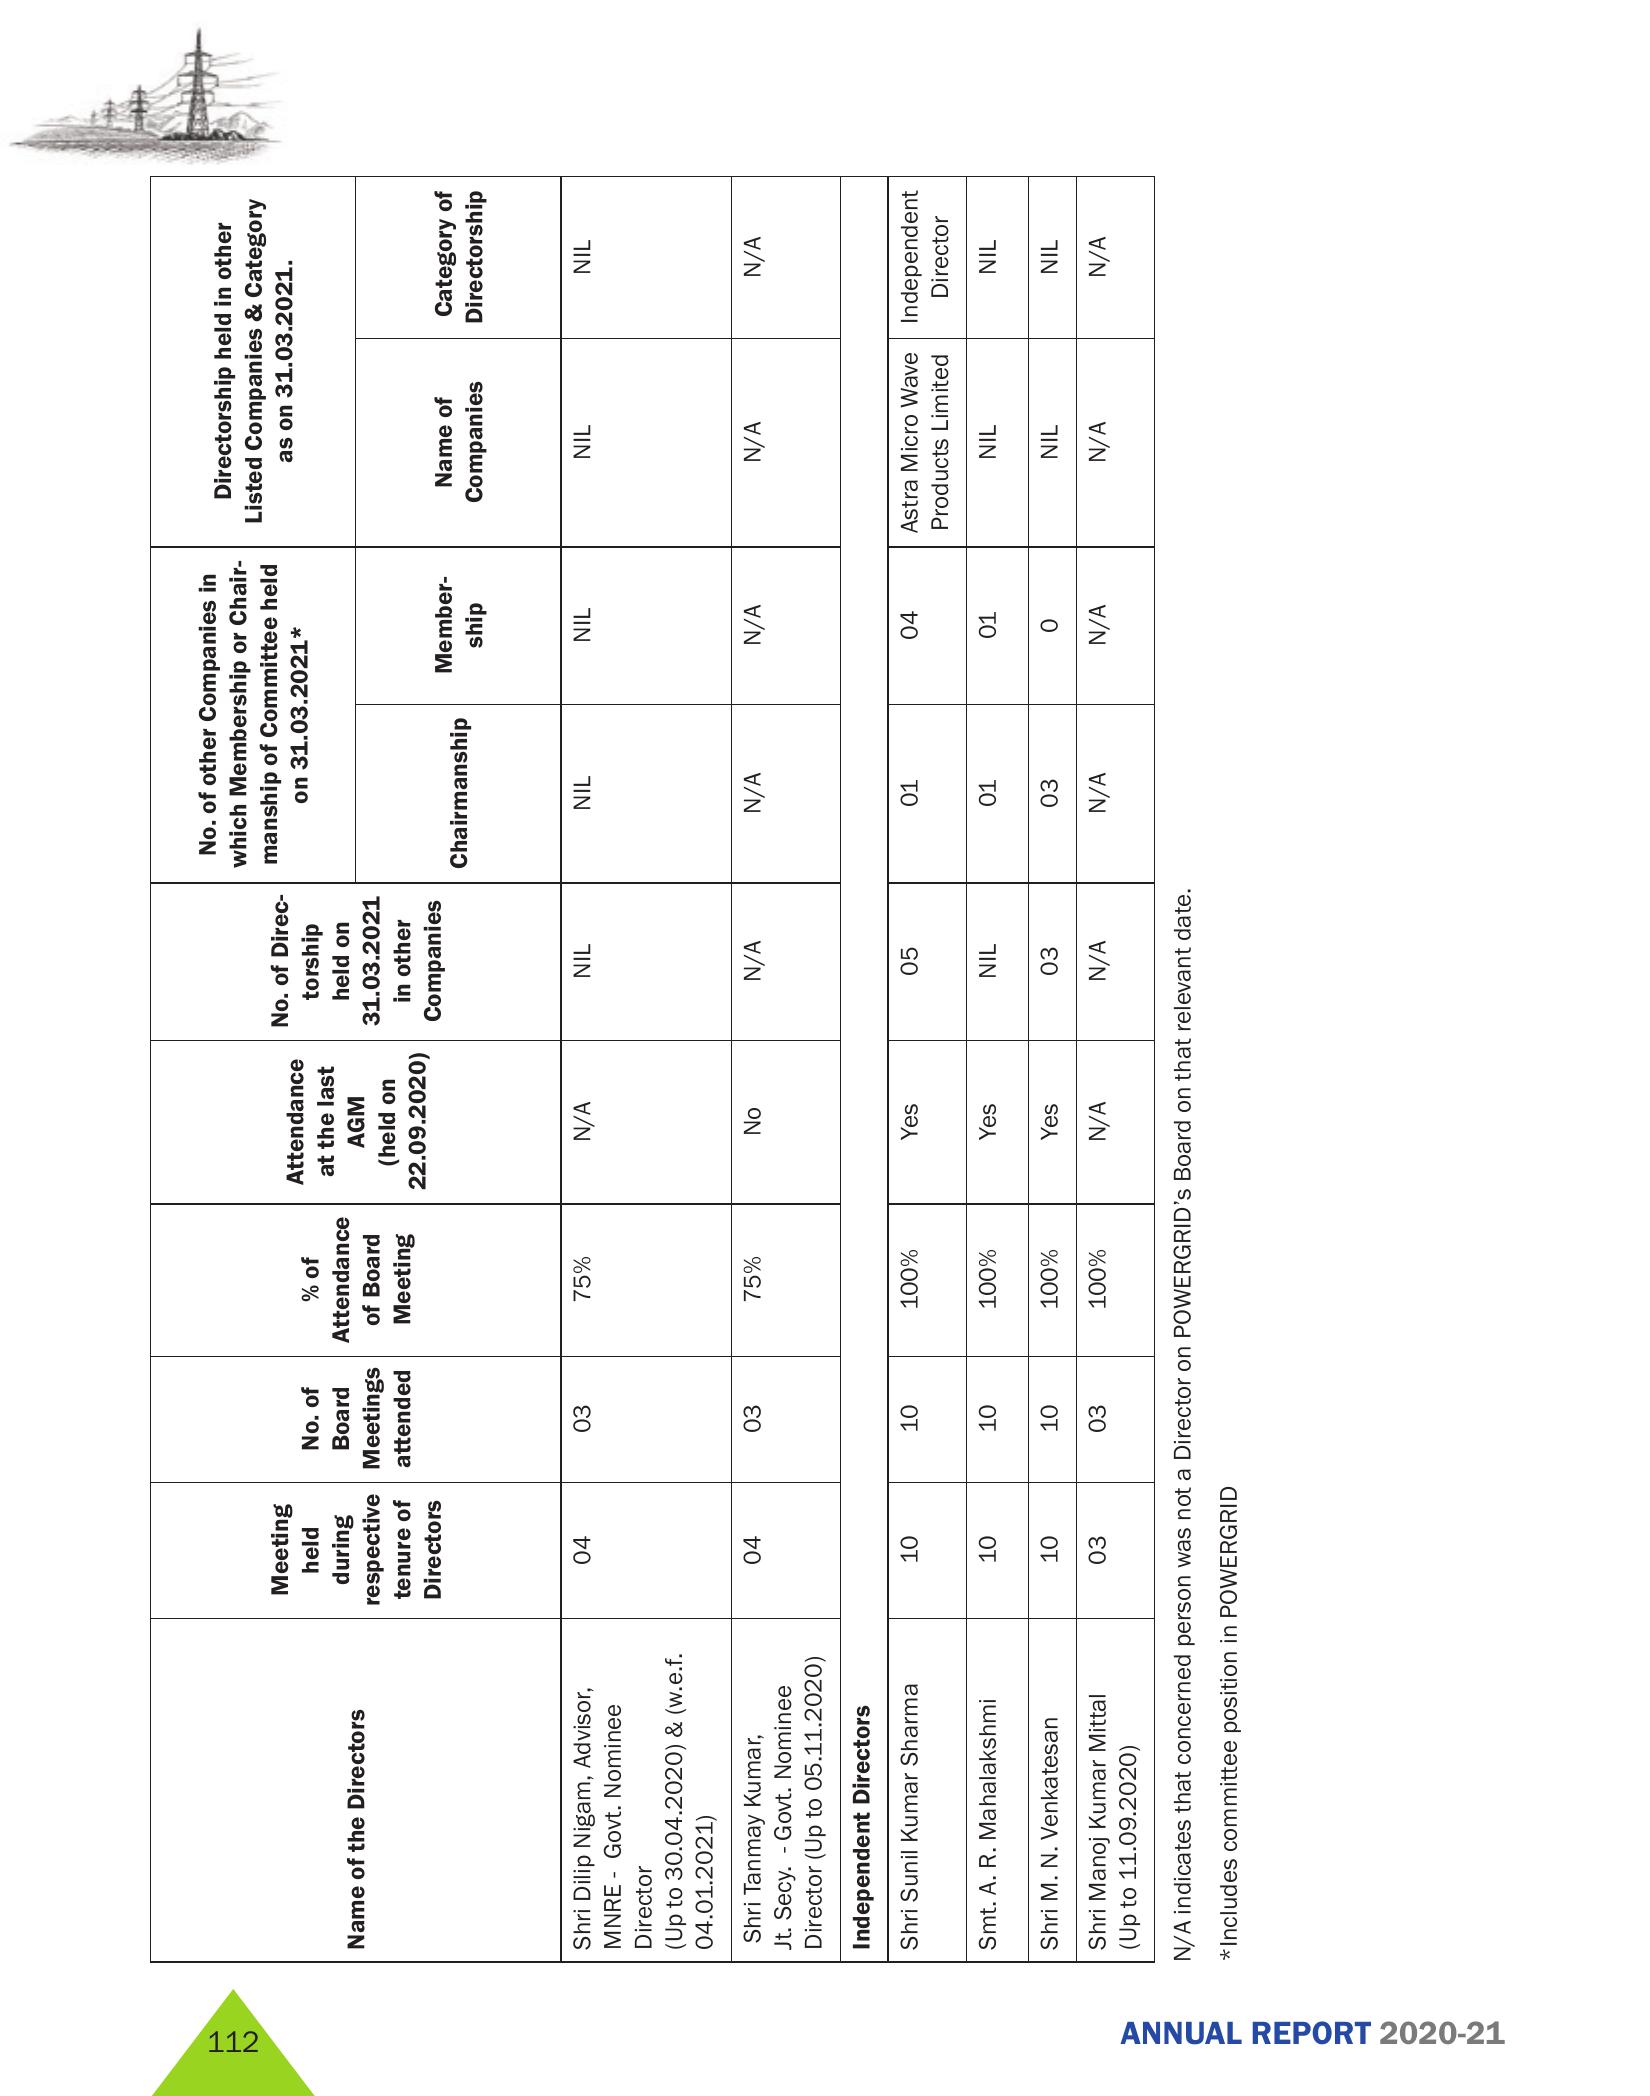 Name of the Directors
Meeting
held
during
respective
tenure of
Directors
No. of
Board
Meetings
attended
% of
Attendance
of Board
Meeting
Attendance
at the last
AGM
(held on
22.09.2020)
No. of Direc-
torship
held on
31.03.2021
in other
Companies
No. of other Companies in
which Membership or Chair-
manship of Committee held
on 31.03.2021*
Directorship held in other
Listed Companies & Category
as on 31.03.2021.
Chairmanship
Member-
ship
Name of
Companies
Category of
Directorship
Shri Dilip Nigam, Advisor,
MNRE - Govt. Nominee
Director
(Up to 30.04.2020) & (w.e.f.
04.01.2021)
04
03
75%
N/A
NIL
NIL
NIL
NIL
NIL
Shri Tanmay Kumar,
Jt. Secy. - Govt. Nominee
Director (Up to 05.11.2020)
04
03
75%
No
N/A
N/A
N/A
N/A
N/A
Independent Directors
Shri Sunil Kumar Sharma
10
10
100%
Yes
05
01
04
Astra Micro Wave
Products Limited
Independent
Director
Smt. A. R. Mahalakshmi
10
10
100%
Yes
NIL
01
01
NIL
NIL
Shri M. N. Venkatesan
10
10
100%
Yes
03
03
0
NIL
NIL
Shri Manoj Kumar Mittal
(Up to 11.09.2020)
03
03
100%
N/A
N/A
N/A
N/A
N/A
N/A
N/A indicates that concerned person was not a Director on POWERGRID's Board on that relevant date.
*Includes committee position in POWERGRID
112
ANNUAL REPORT 2020-21